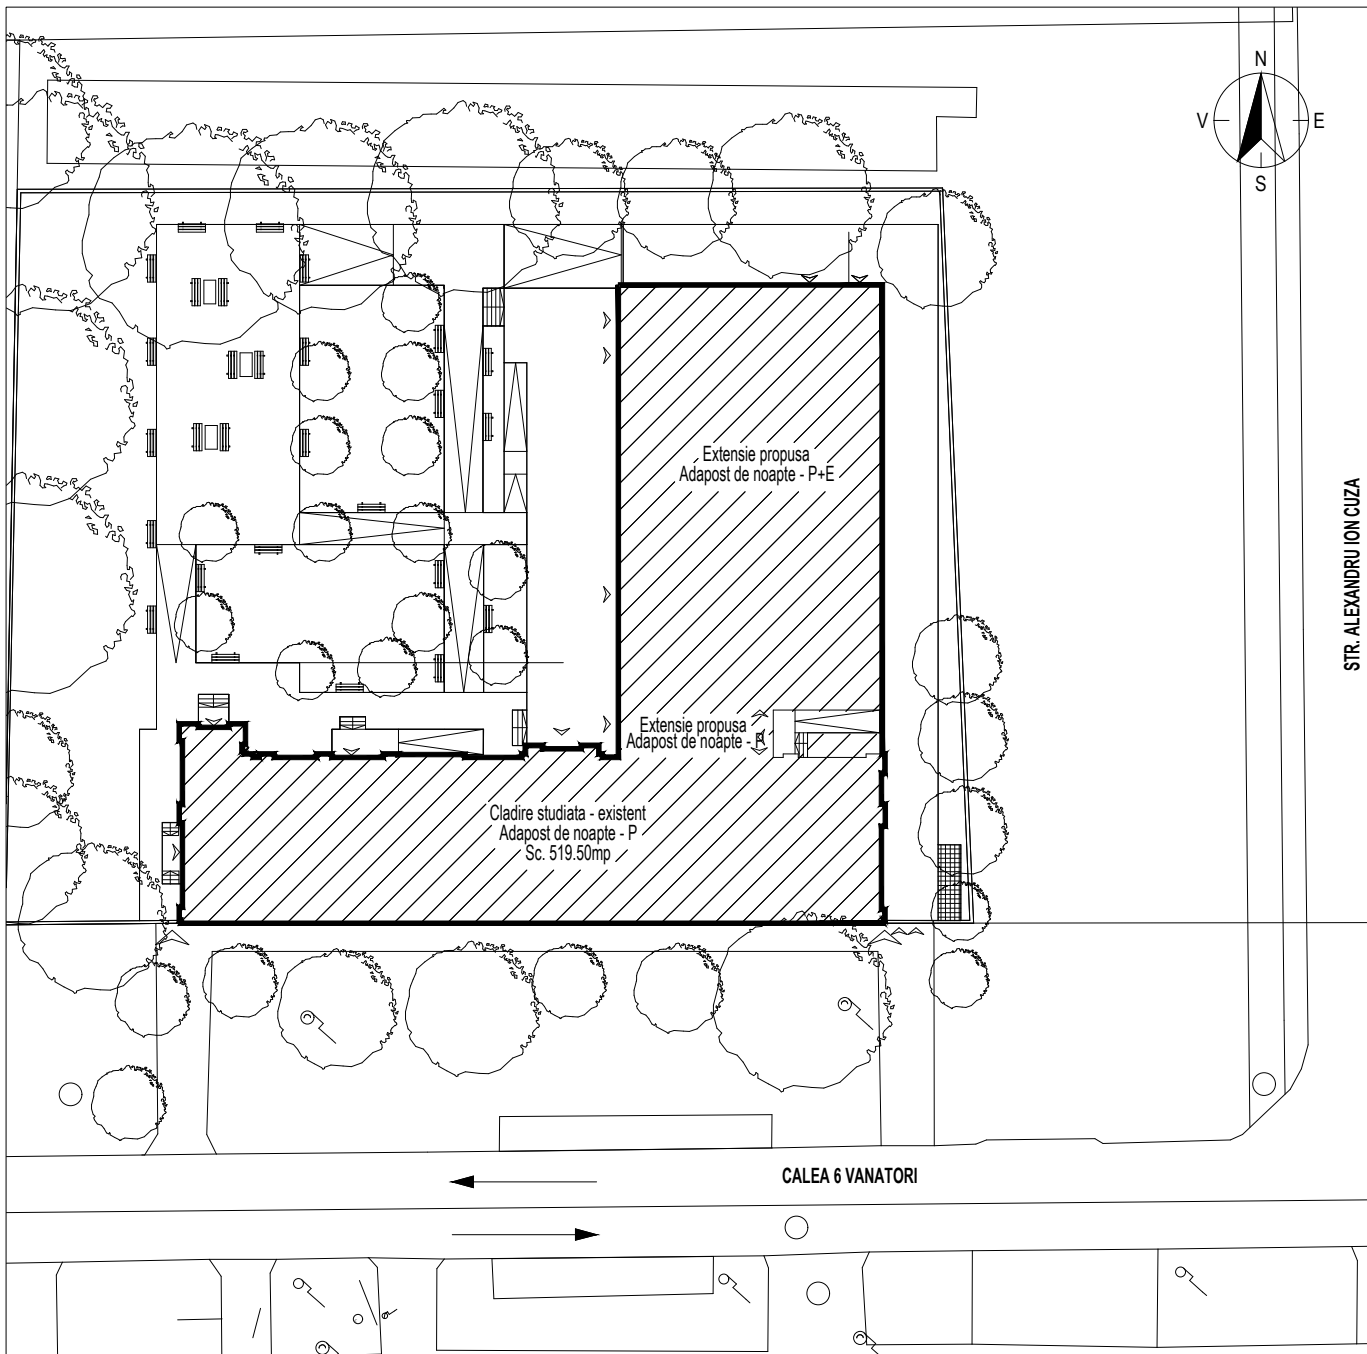 N
V
E
S
Extensie propusa
Adapost de noapte - P+E
STR. ALEXANDRU ION CUZA
Extensie propusa
Adapost de noapte - P
Cladire studiata - existent
Adapost de noapte - P
Sc. 519.50mp
CALEA 6 VANATORI